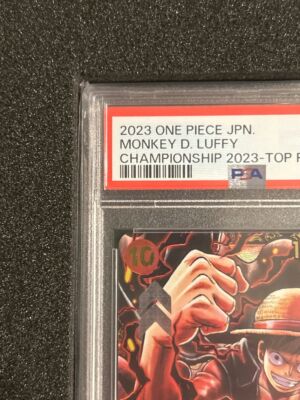 2023 ONE PIECE JPN.
MONKEY D. LUFFY
CHAMPIONSHIP 2023-TOP
PSA
10